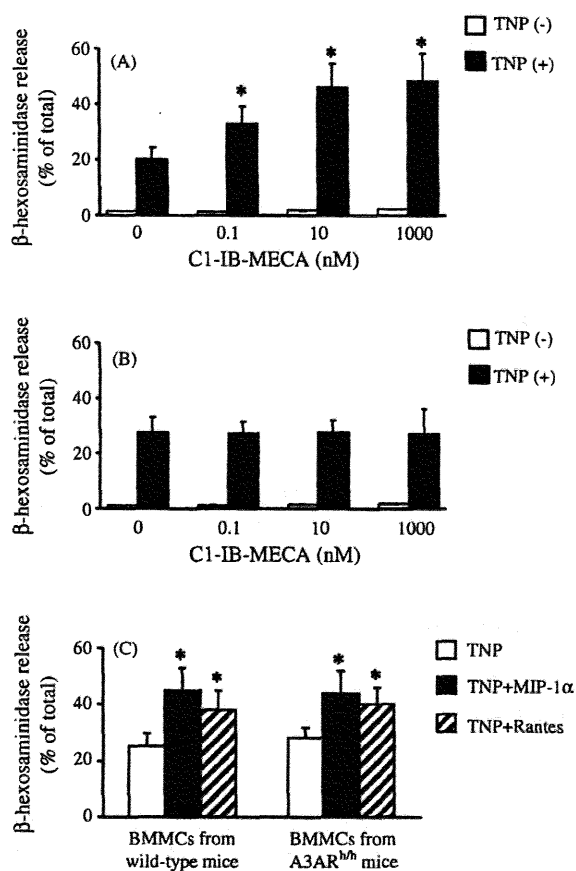 (A)
β-hexosaminidase release
(% of total)
60
40
20
0
* * *
TNP (-)
TNP (+)
0 0.1 10 1000
C1-IB-MECA (nM)
(B)
β-hexosaminidase release
(% of total)
60
40
20
0
TNP (-)
TNP (+)
0 0.1 10 1000
C1-IB-MECA (nM)
(C)
β-hexosaminidase release
(% of total)
60
40
20
0
* * * *
TNP
TNP+MIP-1α
TNP+Rantes
BMMCs from
wild-type mice
BMMCs from
A3AR^h/h mice